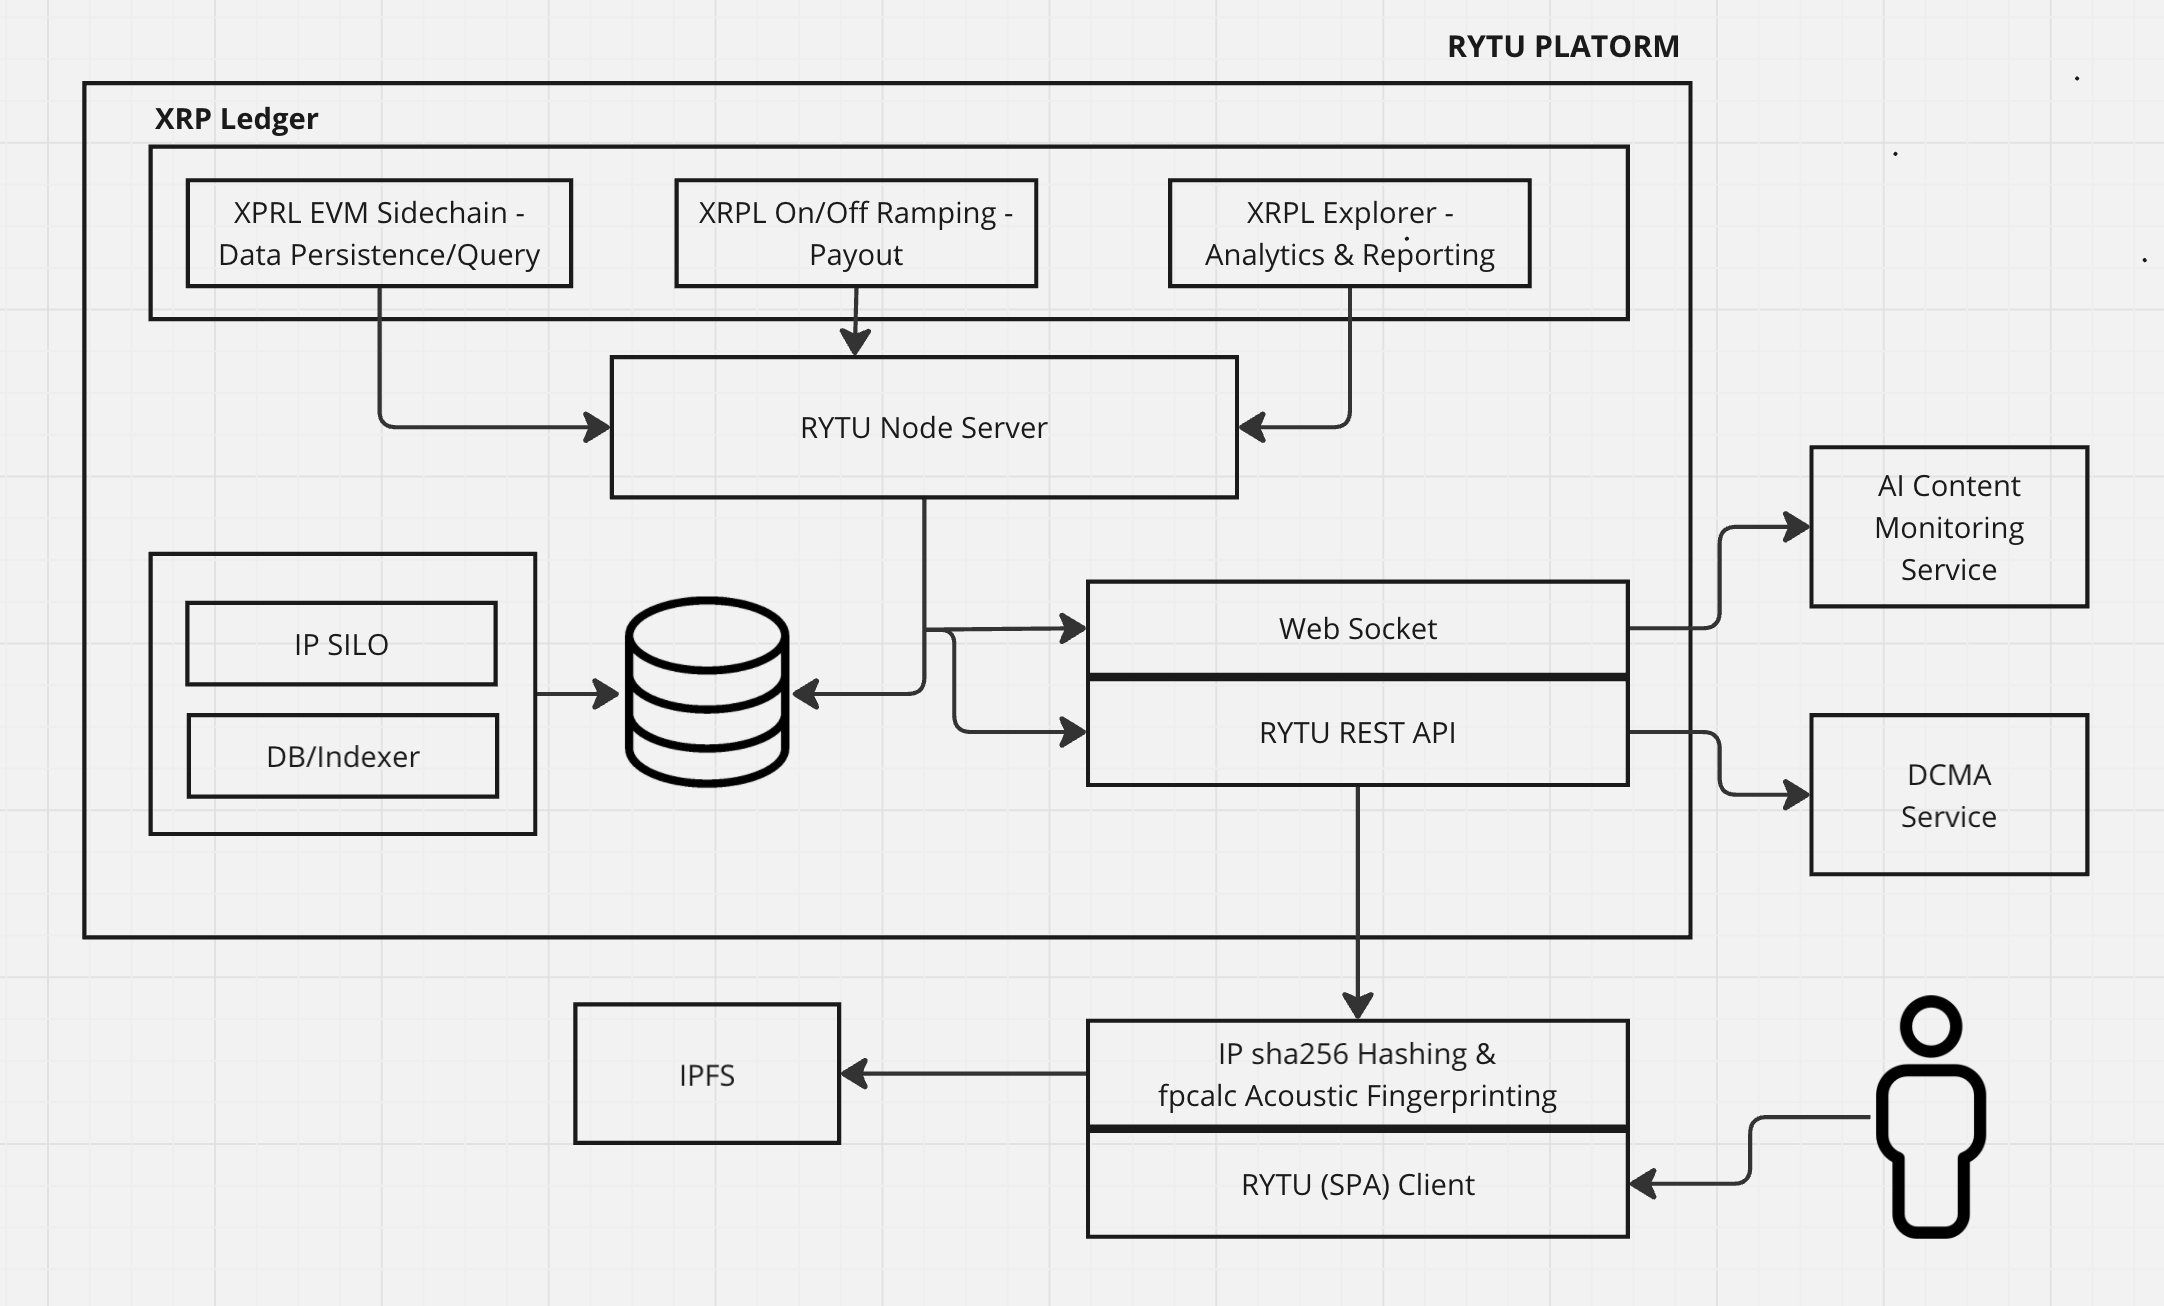 RYTU PLATORM
XRP Ledger
XPRL EVM Sidechain -
Data Persistence/Query
XRPL On/Off Ramping -
Payout
XRPL Explorer -
Analytics & Reporting
RYTU Node Server
AI Content
Monitoring
Service
IP SILO
DB/Indexer
Web Socket
RYTU REST API
DCMA
Service
IPFS
IP sha256 Hashing &
fpcalc Acoustic Fingerprinting
RYTU (SPA) Client